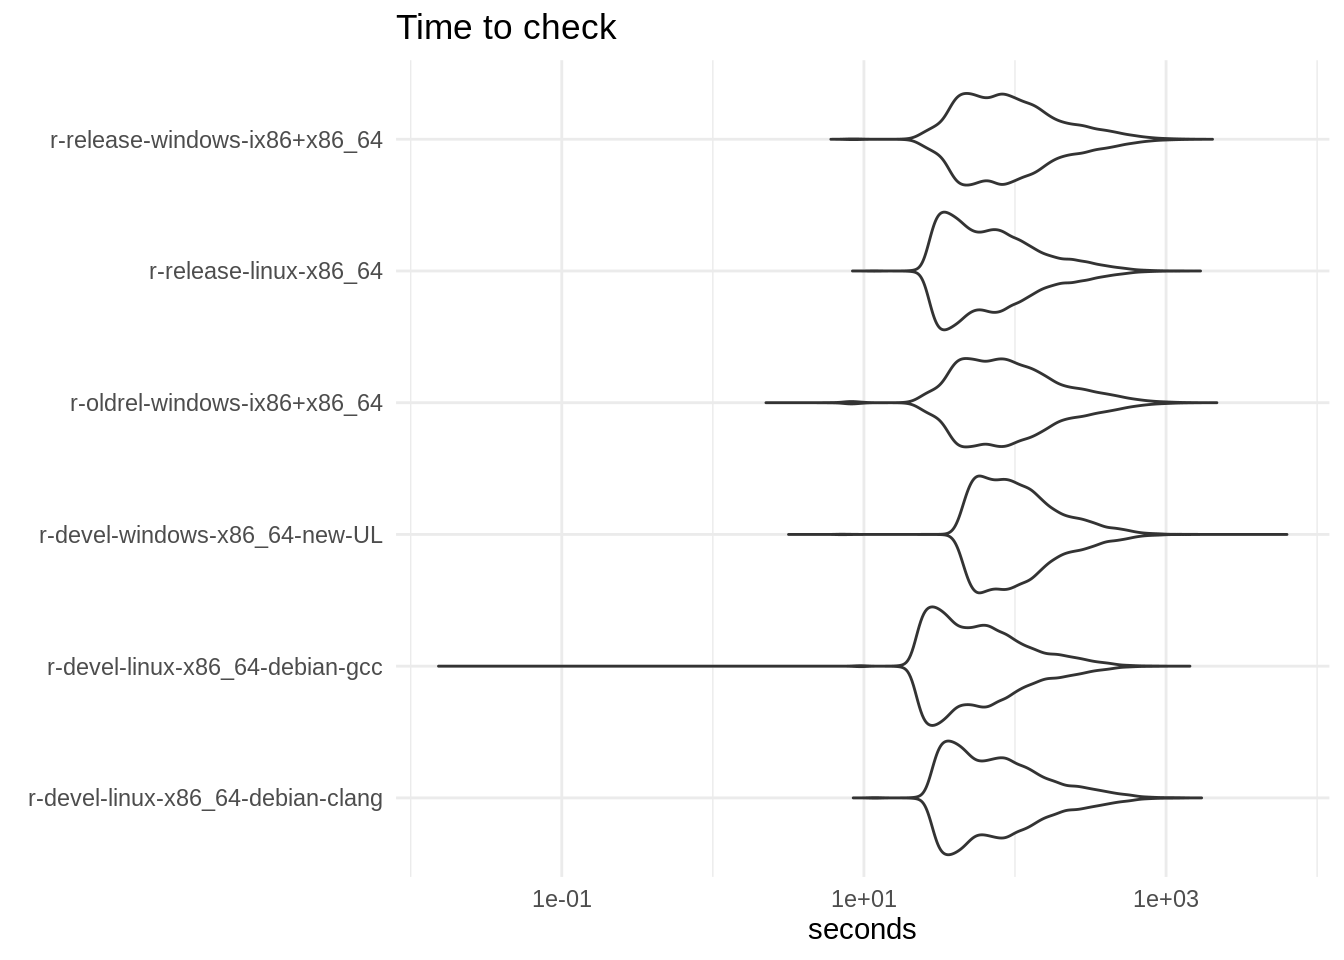 Time to check
r-release-windows-ix86+x86_64
r-release-linux-x86_64
r-oldrel-windows-ix86+x86_64
r-devel-windows-x86_64-new-UL
r-devel-linux-x86_64-debian-gcc
r-devel-linux-x86_64-debian-clang
1e-01 1e+01 1e+03
seconds